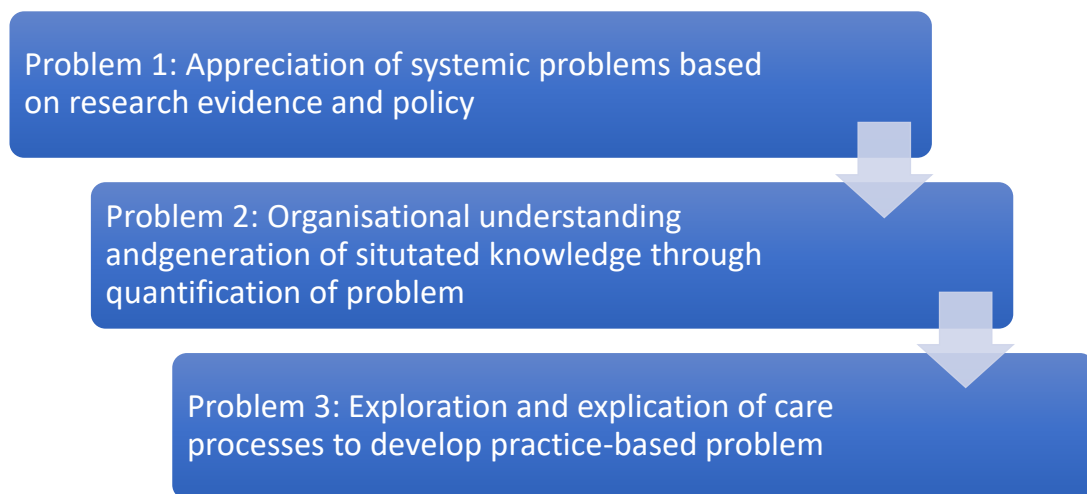 Problem 1: Appreciation of systemic problems based
on research evidence and policy
Problem 2: Organisational understanding
andgeneration of situtated knowledge through
quantification of problem
Problem 3: Exploration and explication of care
processes to develop practice-based problem